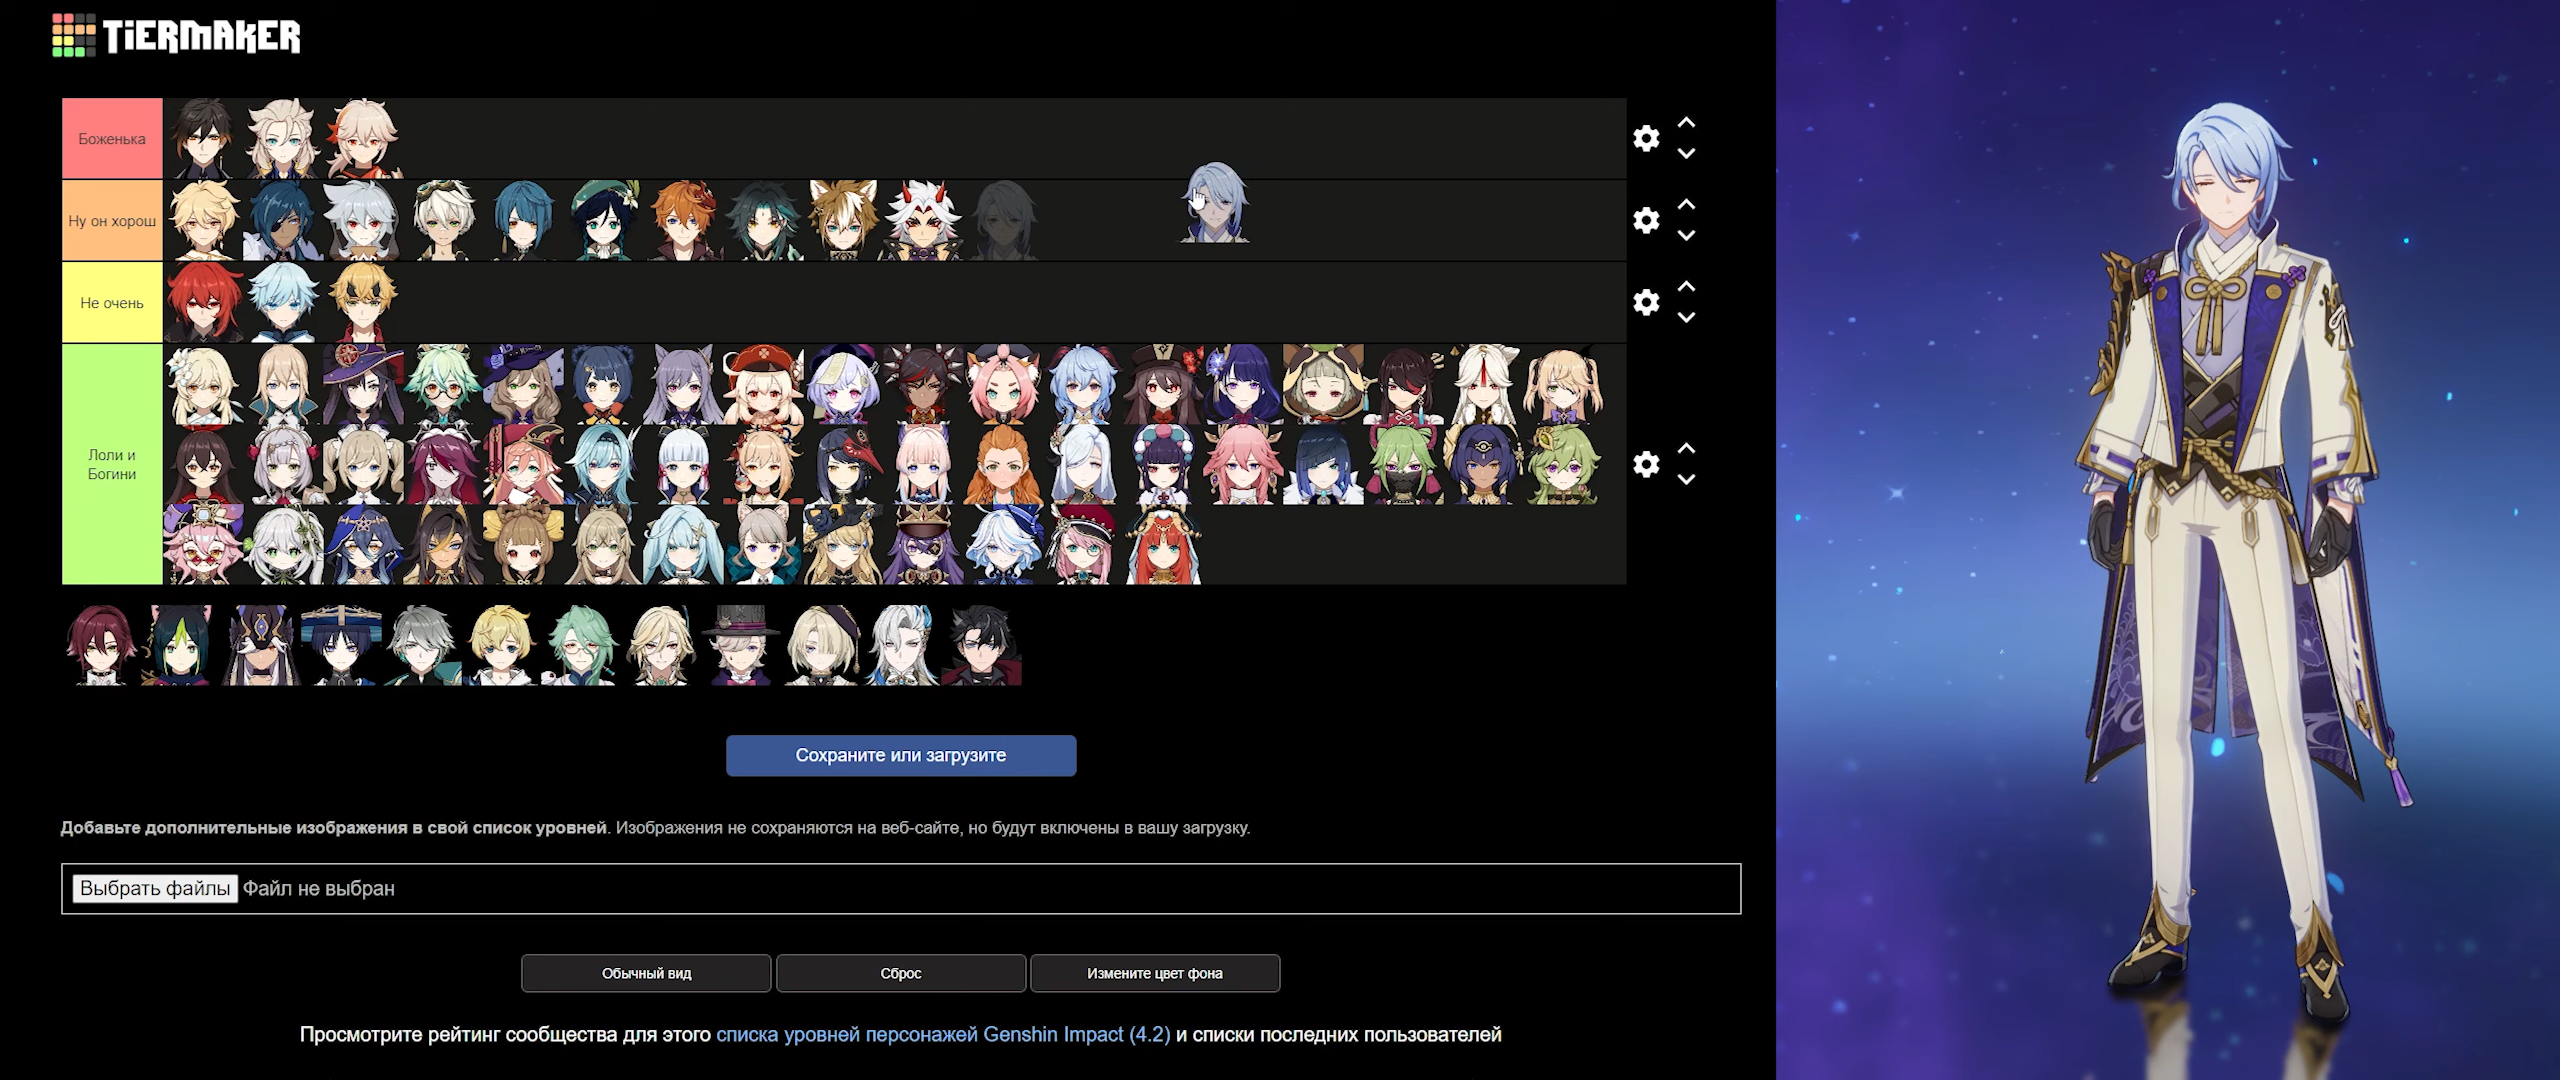 TiERMAKER
Боженька
Ну он хорош
Не очень
Лоли и
Богини
Сохраните или загрузите
Добавьте дополнительные изображения в свой список уровней. Изображения не сохраняются на веб-сайте, но будут включены в вашу загрузку.
Выбрать файлы Файл не выбран
Обычный вид
Сброс
Измените цвет фона
Просмотрите рейтинг сообщества для этого списка уровней персонажей Genshin Impact (4.2) и списки последних пользователей